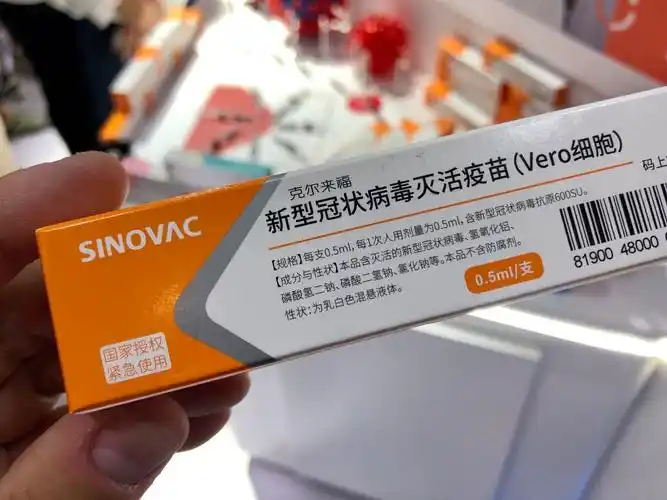 SINOVAC
国家授权
紧急使用
克尔来福
新型冠状病毒灭活疫苗(Vero细胞)
【规格】每支0.5ml,每1次人用剂量为0.5ml,含新型冠状病毒抗原600SU。
【成分与性状】本品含灭活的新型冠状病毒、氢氧化铝、
磷酸氢二钠、磷酸二氢钠、氯化钠等。本品不含防腐剂。
性状:为乳白色混悬液体。
0.5ml/支
码上
81900 48000